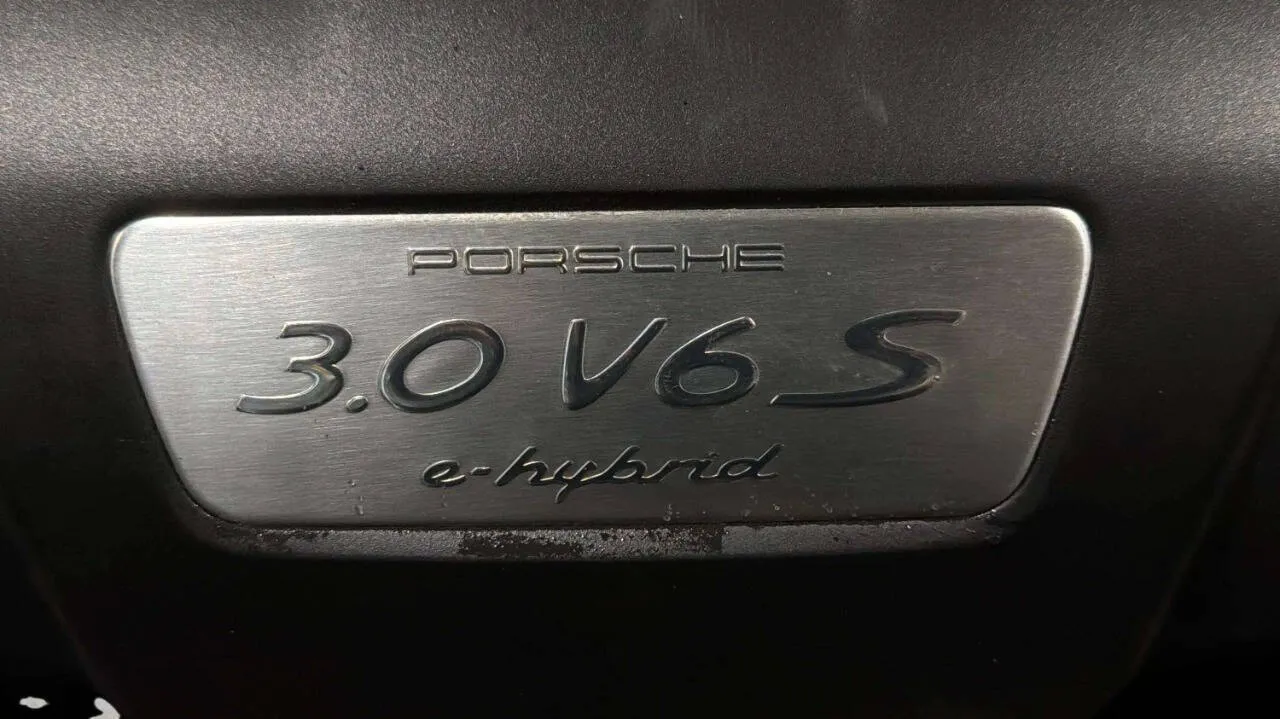 PORSCHE
3.0 V6 S
e-hybrid